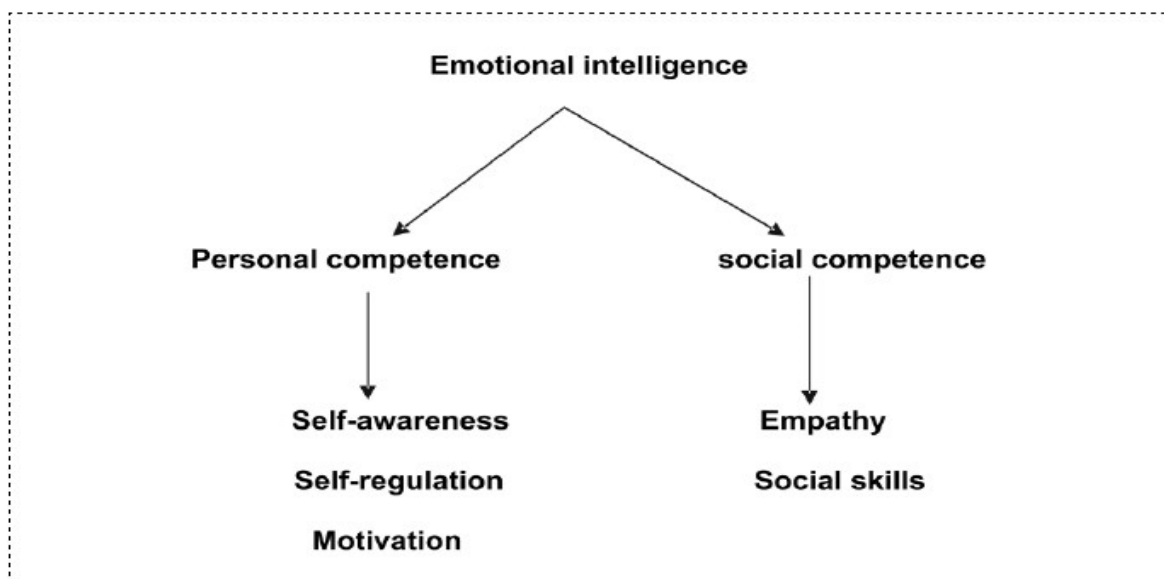 Emotional intelligence
Personal competence
social competence
Self-awareness
Self-regulation
Motivation
Empathy
Social skills